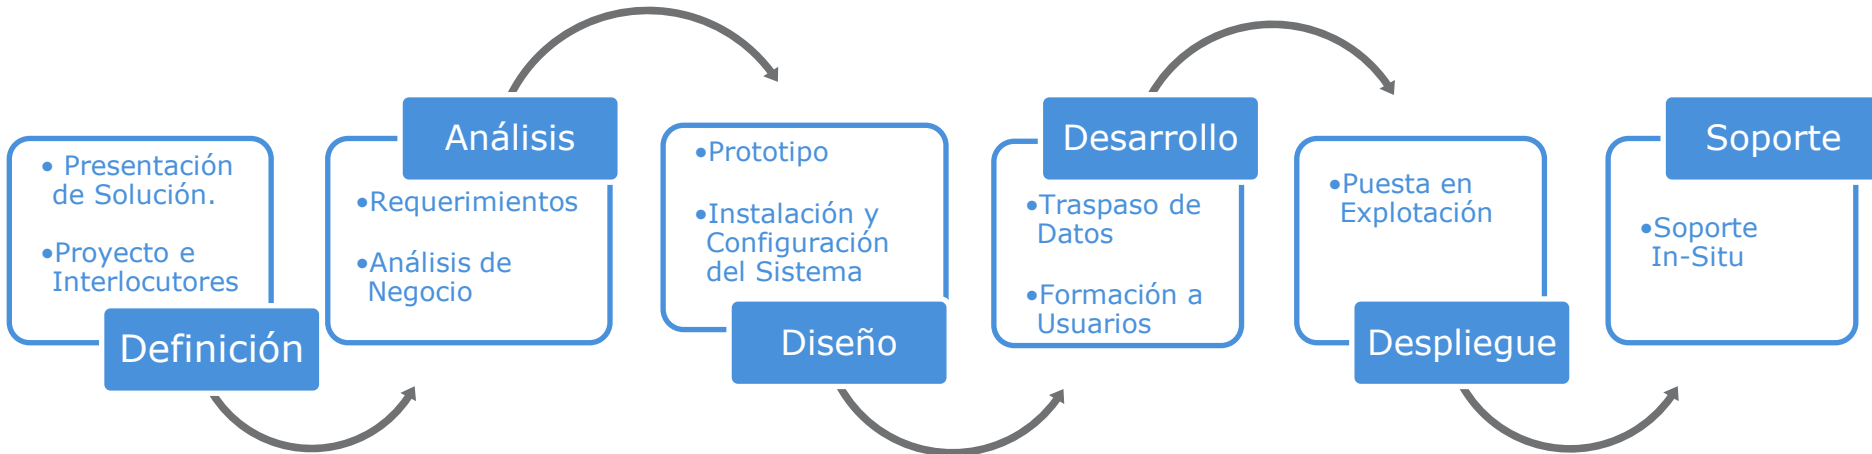 • Presentación
de Solución.
•Proyecto e
Interlocutores
Definición
Análisis
•Requerimientos
•Análisis de
Negocio
•Prototipo
•Instalación y
Configuración
del Sistema
Diseño
Desarrollo
•Traspaso de
Datos
•Formación a
Usuarios
•Puesta en
Explotación
Despliegue
Soporte
•Soporte
In-Situ